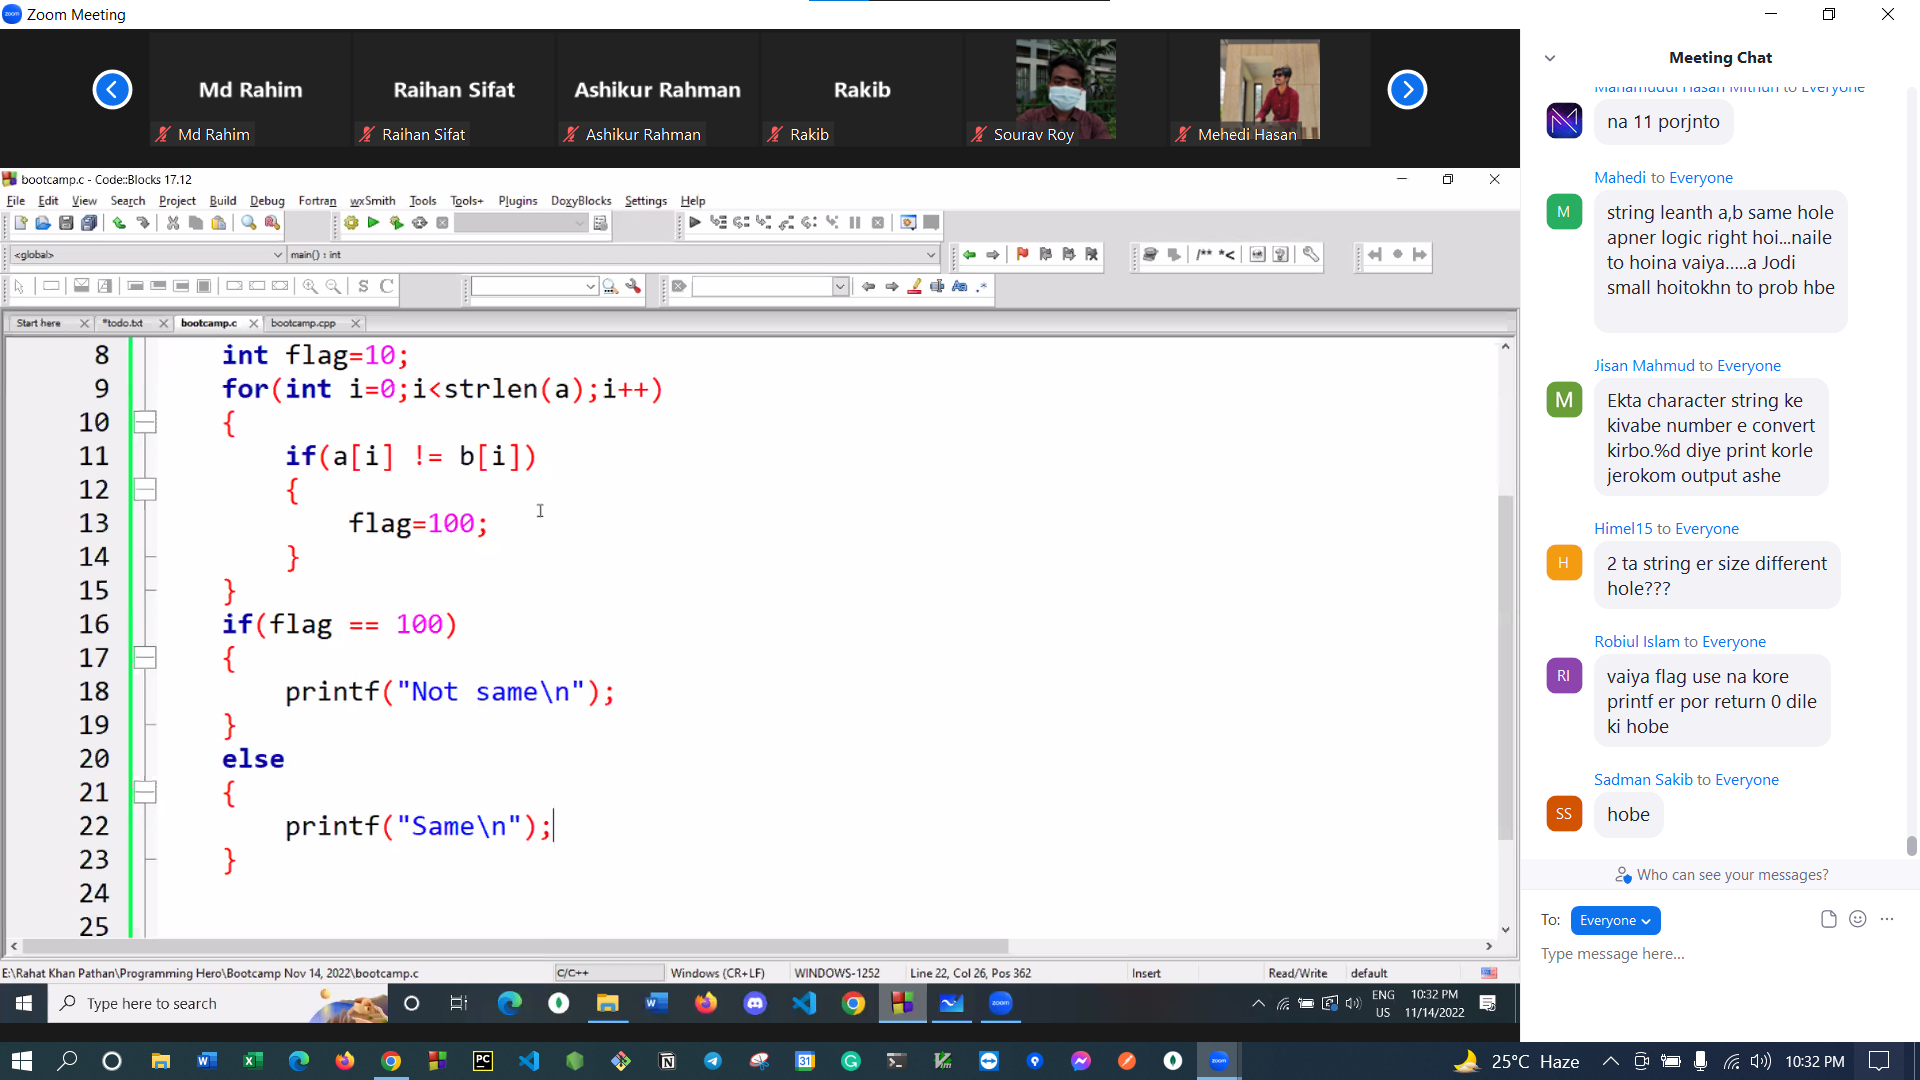 Zoom Meeting
Md Rahim
Raihan Sifat
Ashikur Rahman
Rakib
Md Rahim
Raihan Sifat
Ashikur Rahman
Rakib
Sourav Roy
Mehedi Hasan
bootcamp.c - Code::Blocks 17.12
File Edit View Search Project Build Debug Fortran wxSmith Tools Tools+ Plugins DoxyBlocks Settings Help
<global>
main() : int
Start here
*todo.txt
bootcamp.c
bootcamp.cpp
8 int flag=10;
9 for(int i=0;i<strlen(a);i++)
10 {
11 if(a[i] != b[i])
12 {
13 flag=100;
14 }
15 }
16 if(flag == 100)
17 {
18 printf("Not same\n");
19 }
20 else
21 {
22 printf("Same\n");
23 }
24
25
E:\Rahat Khan Pathan\Programming Hero\Bootcamp Nov 14, 2022\bootcamp.c
C/C++
Windows (CR+LF)
WINDOWS-1252
Line 22, Col 26, Pos 362
Insert
Read/Write
default
Type here to search
ENG
US
10:32 PM
11/14/2022
Meeting Chat
Mahamudul Hasan Mithun to Everyone
na 11 porjnto
Mahedi to Everyone
M
string leanth a,b same hole
apner logic right hoi...naile
to hoina vaiya.....a Jodi
small hoitokhn to prob hbe
Jisan Mahmud to Everyone
M
Ekta character string ke
kivabe number e convert
kirbo.%d diye print korle
jerokom output ashe
Himel15 to Everyone
H
2 ta string er size different
hole???
Robiul Islam to Everyone
RI
vaiya flag use na kore
printf er por return 0 dile
ki hobe
Sadman Sakib to Everyone
SS
hobe
Who can see your messages?
To: Everyone
Type message here...
25°C Haze
10:32 PM